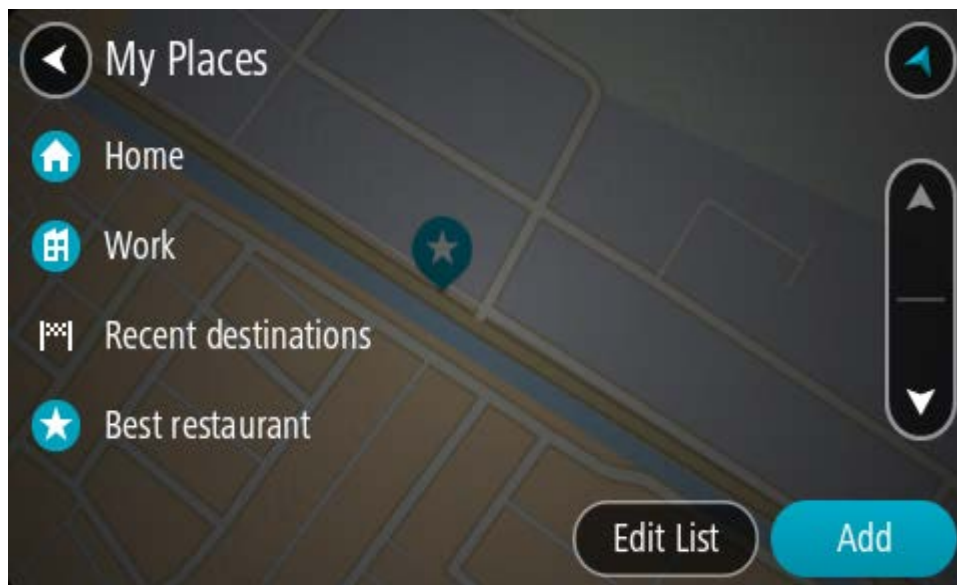 My Places
Home
Work
Recent destinations
Best restaurant
Edit List
Add